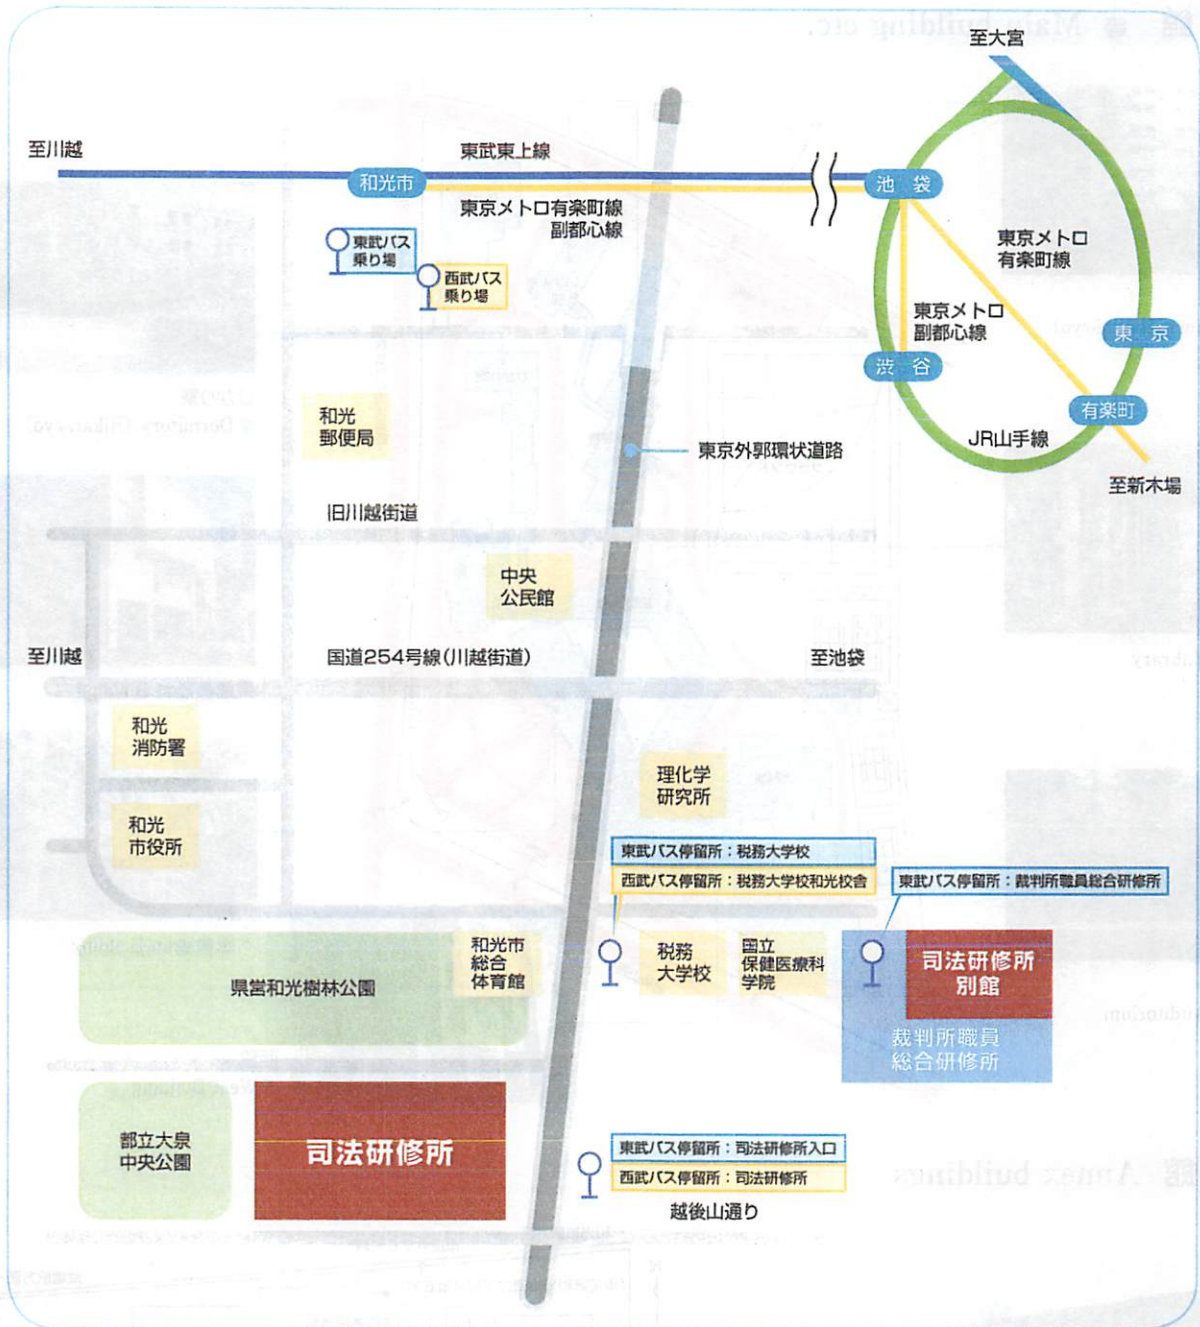 至大宮
至川越
東武東上線
和光市
池 袋
東京メトロ有楽町線
副都心線
東武バス
乗り場
西武バス
乗り場
東京メトロ
有楽町線
東京メトロ
副都心線
東 京
渋 谷
有楽町
JR山手線
至新木場
和光
郵便局
東京外郭環状道路
旧川越街道
中央
公民館
至川越
国道254号線(川越街道)
至池袋
和光
消防署
理化学
研究所
和光
市役所
東武バス停留所:税務大学校
西武バス停留所:税務大学校和光校舎
東武バス停留所:裁判所職員総合研修所
県営和光樹林公園
和光市
総合
体育館
税務
大学校
国立
保健医療科
学院
司法研修所
別館
裁判所職員
総合研修所
都立大泉
中央公園
司法研修所
東武バス停留所:司法研修所入口
西武バス停留所:司法研修所
越後山通り
Main building etc.
Dormitory
Library
Annex buildings